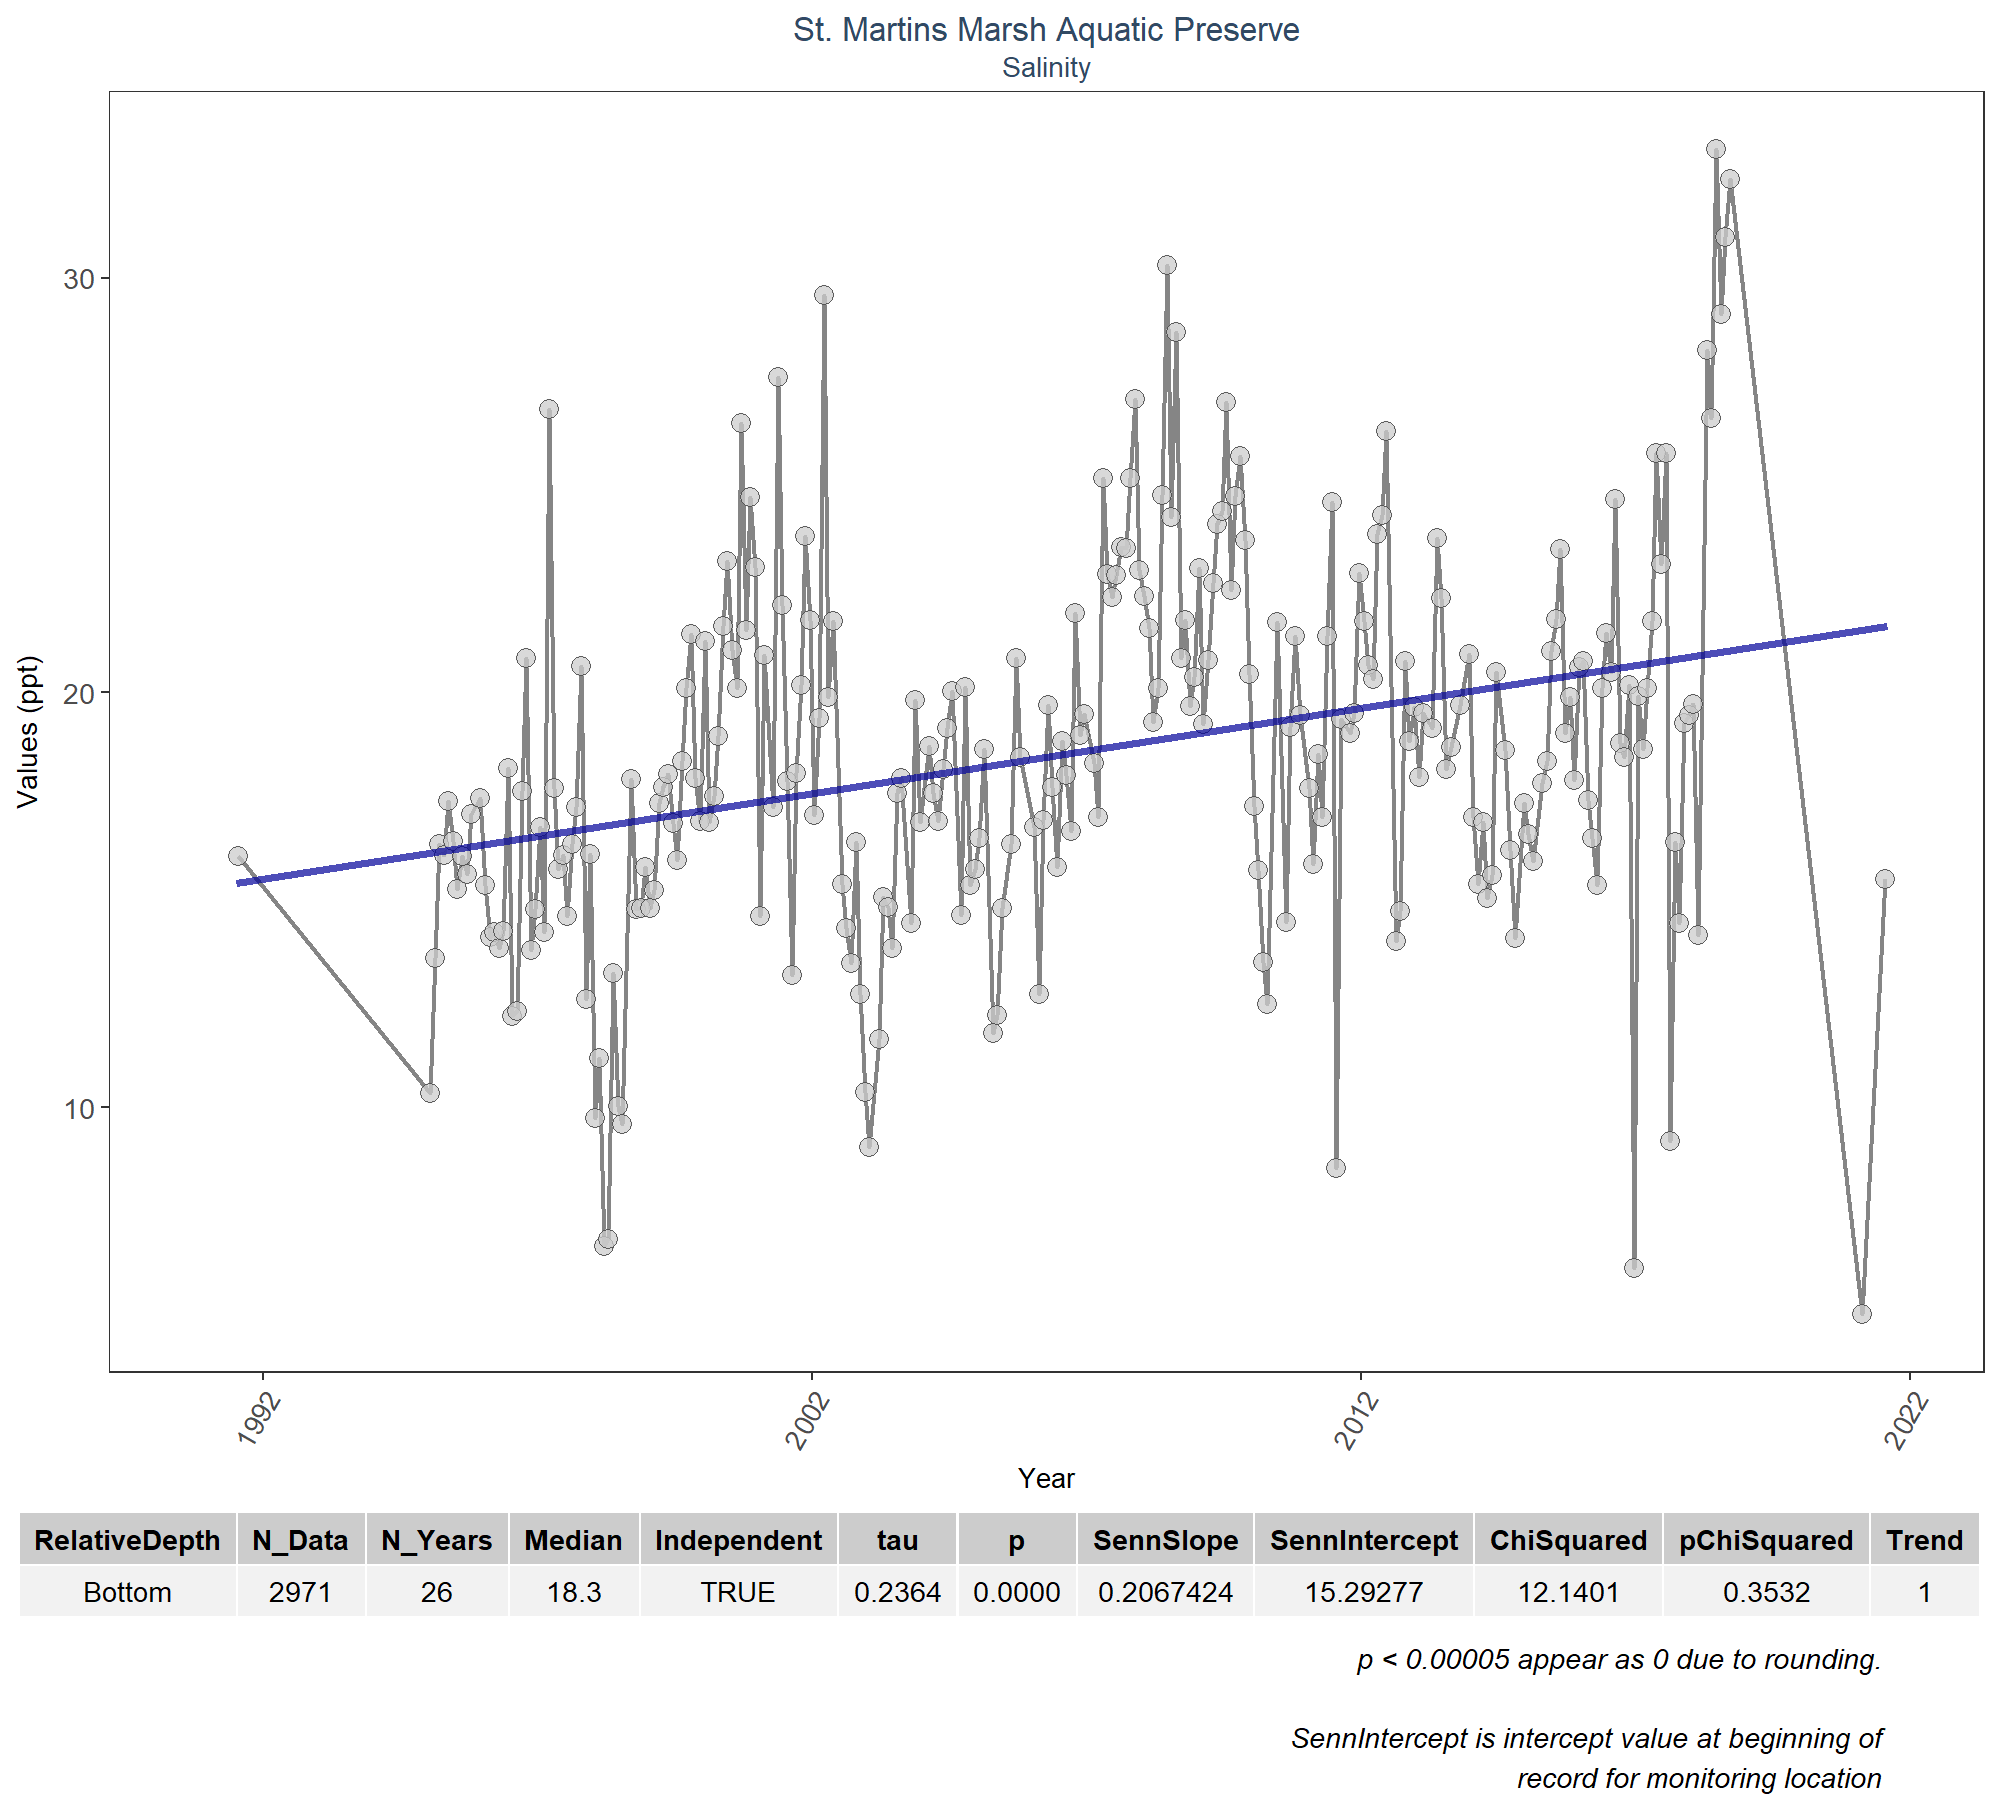 St. Martins Marsh Aquatic Preserve
Salinity
Values (ppt)
30
20
10
1992
2002
2012
2022
Year
RelativeDepth N_Data N_Years Median Independent tau p SennSlope SennIntercept ChiSquared pChiSquared Trend
Bottom 2971 26 18.3 TRUE 0.2364 0.0000 0.2067424 15.29277 12.1401 0.3532 1
p < 0.00005 appear as 0 due to rounding.
SennIntercept is intercept value at beginning of
record for monitoring location